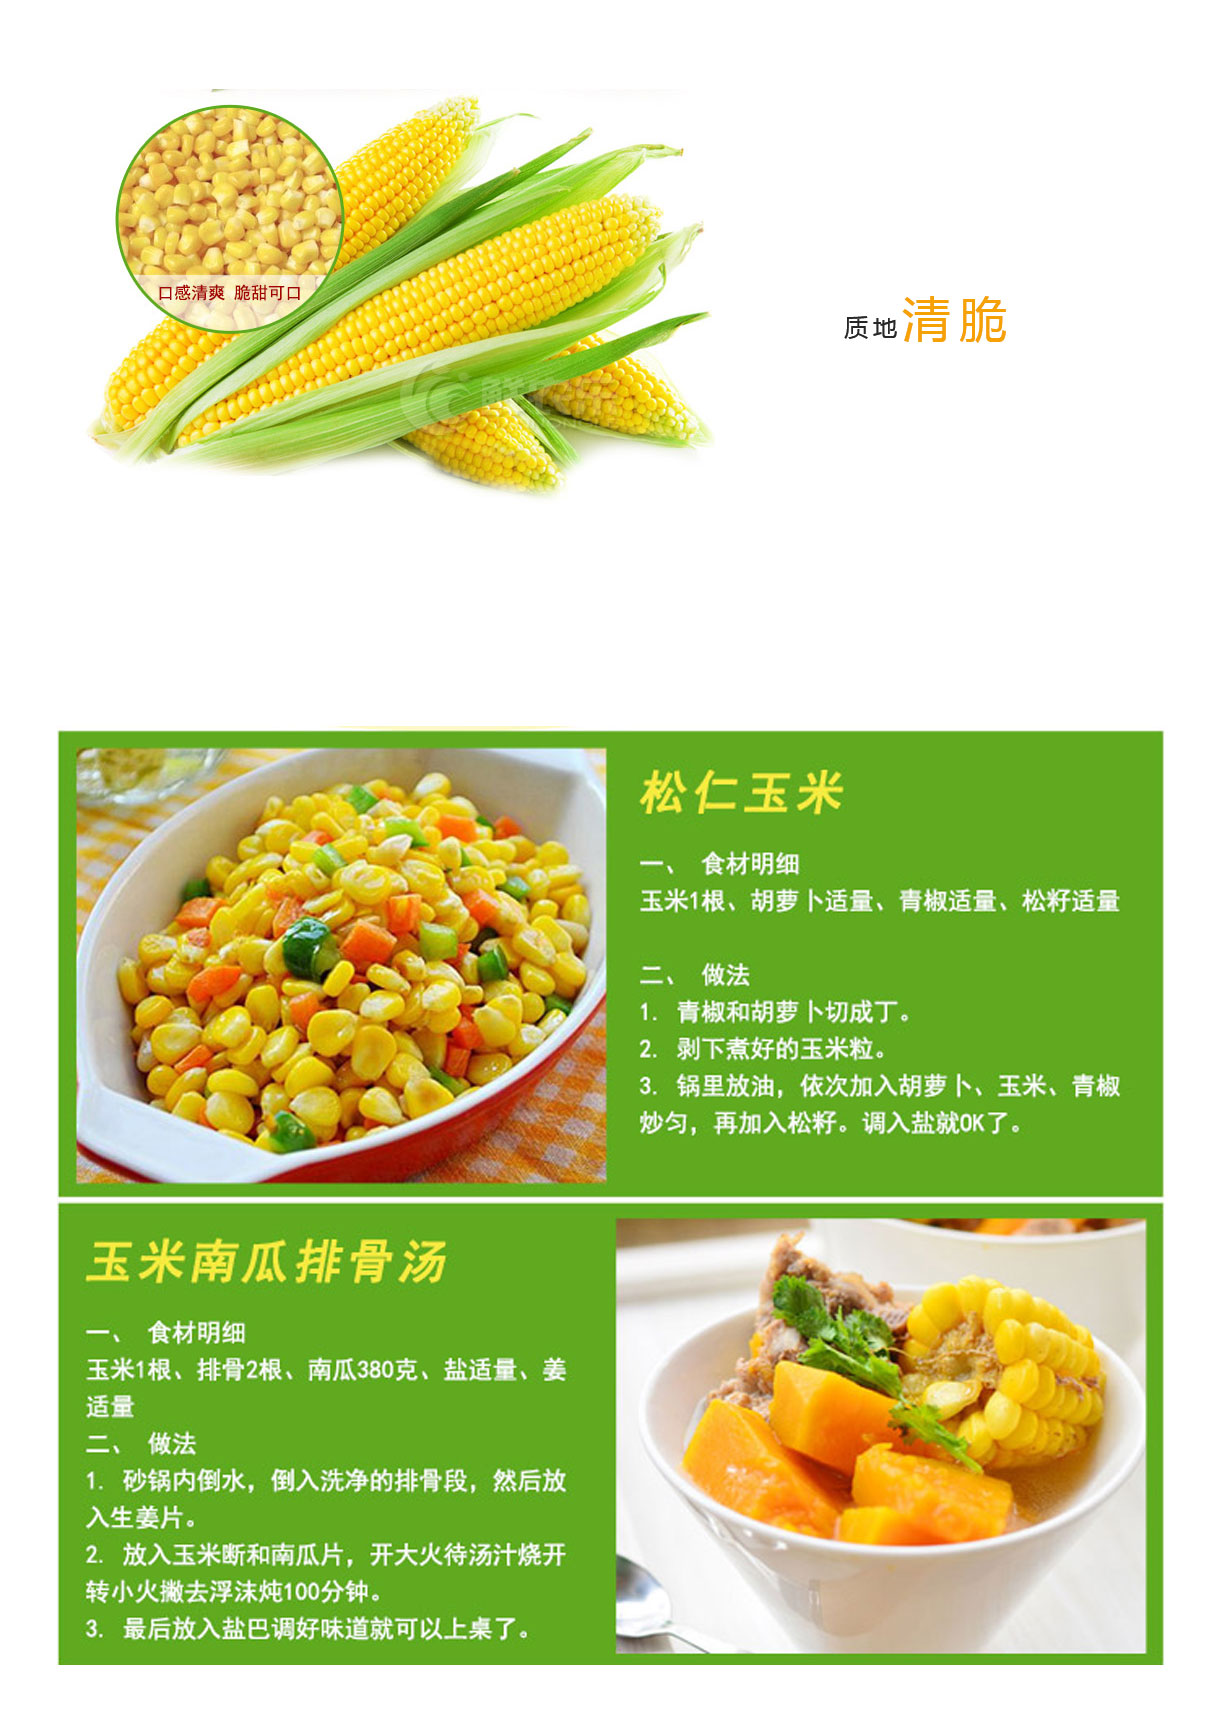 口感清爽 脆甜可口
质地清脆
松仁玉米
一、 食材明细
玉米1根、胡萝卜适量、青椒适量、松籽适量
二、 做法
1. 青椒和胡萝卜切成丁。
2. 剥下煮好的玉米粒。
3. 锅里放油，依次加入胡萝卜、玉米、青椒
炒匀，再加入松籽。调入盐就OK了。
玉米南瓜排骨汤
一、 食材明细
玉米1根、排骨2根、南瓜380克、盐适量、姜
适量
二、 做法
1. 砂锅内倒水，倒入洗净的排骨段，然后放
入生姜片。
2. 放入玉米断和南瓜片，开大火待汤汁烧开
转小火撇去浮沫炖100分钟。
3. 最后放入盐巴调好味道就可以上桌了。